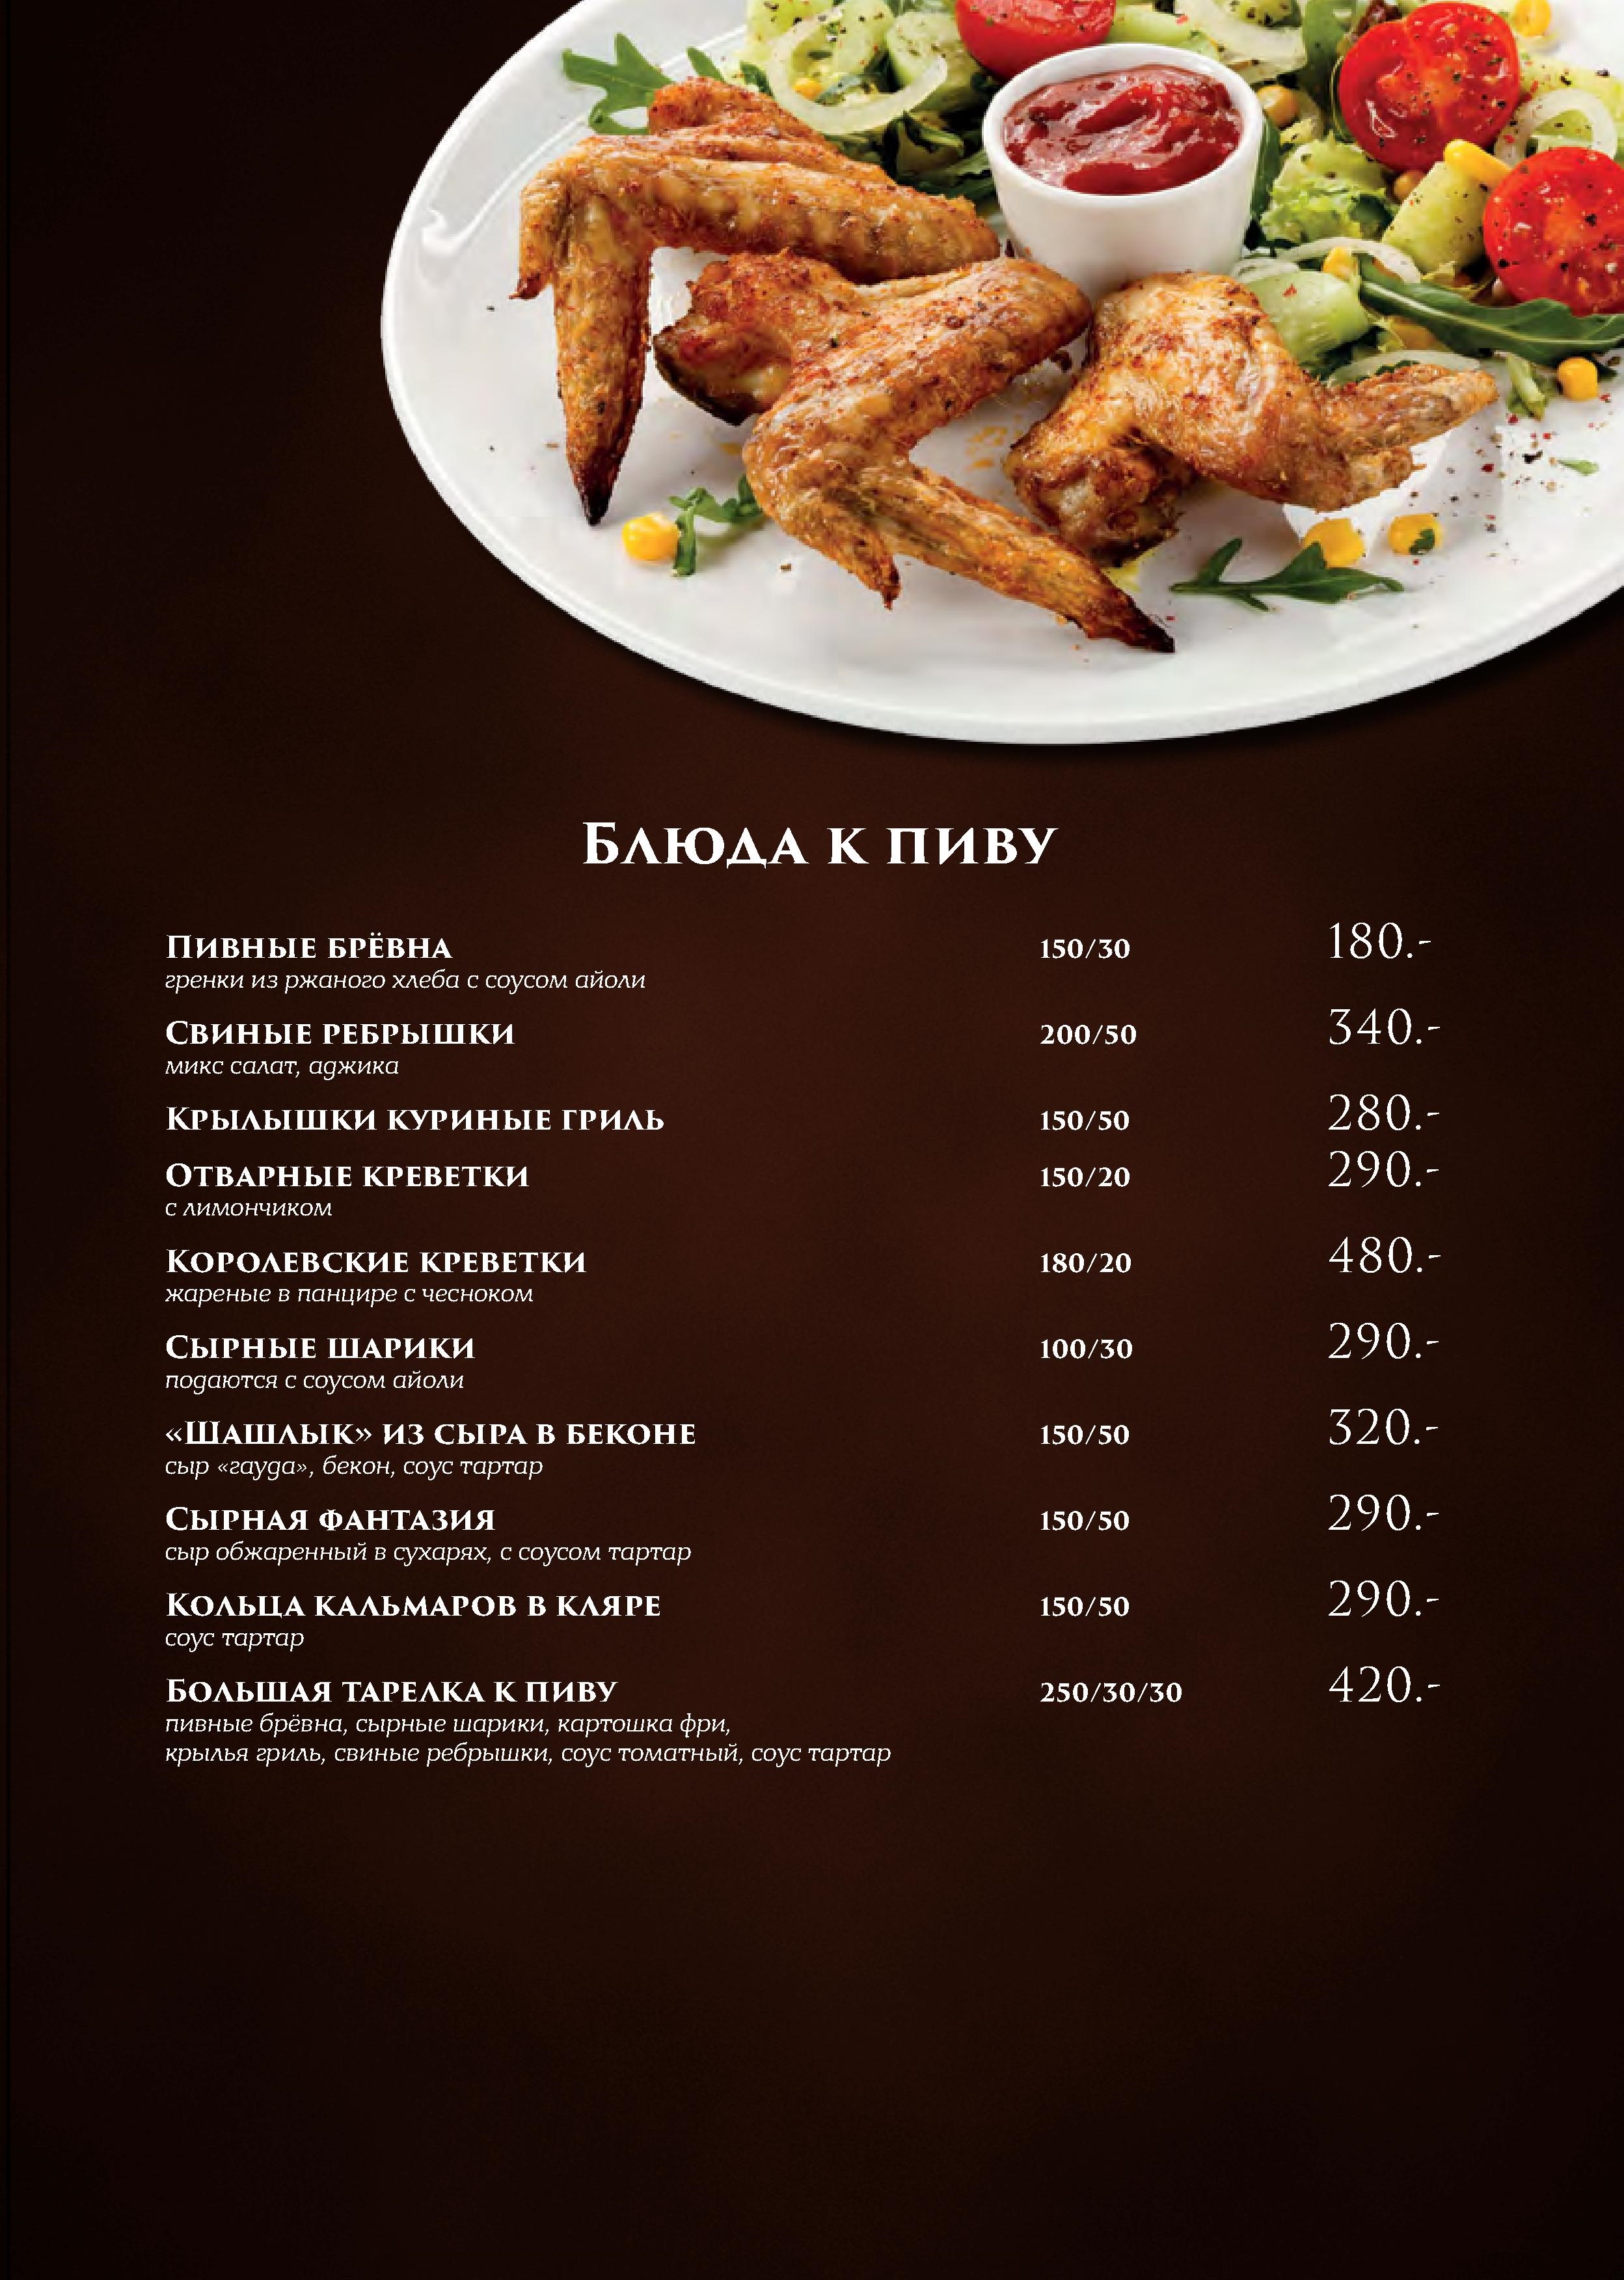 Блюда к пиву
Пивные брёвна 150/30 180.-
гренки из ржаного хлеба с соусом айоли
Свиные ребрышки 200/50 340.-
микс салат, аджика
Крылышки куриные гриль 150/50 280.-
Отварные креветки 150/20 290.-
с лимончиком
Королевские креветки 180/20 480.-
жареные в панцире с чесноком
Сырные шарики 100/30 290.-
подаются с соусом айоли
«Шашлык» из сыра в беконе 150/50 320.-
сыр «гауда», бекон, соус тартар
Сырная фантазия 150/50 290.-
сыр обжаренный в сухарях, с соусом тартар
Кольца кальмаров в кляре 150/50 290.-
соус тартар
Большая тарелка к пиву 250/30/30 420.-
пивные брёвна, сырные шарики, картошка фри,
крылья гриль, свиные ребрышки, соус томатный, соус тартар